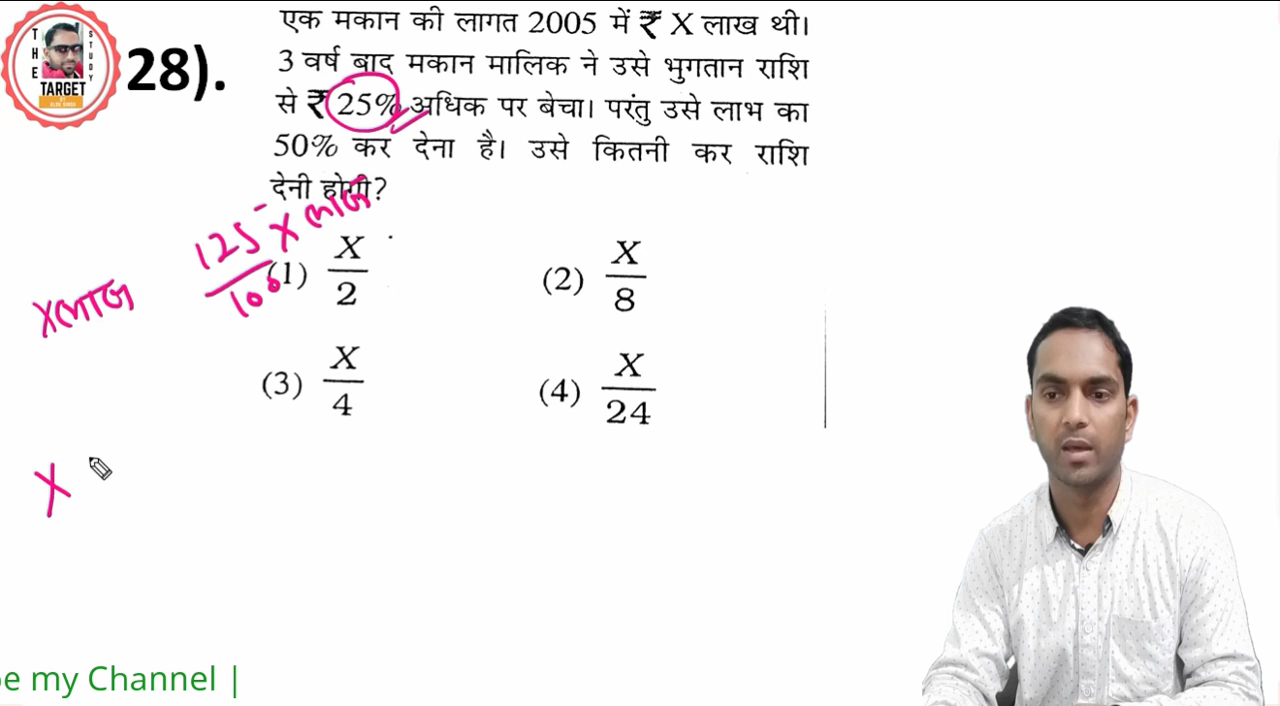 THE
STUDY
TARGET
28).
एक मकान की लागत 2005 में ₹ X लाख थी।
3 वर्ष बाद मकान मालिक ने उसे भुगतान राशि
से ₹ 25% अधिक पर बेचा। परंतु उसे लाभ का
50% कर देना है। उसे कितनी कर राशि
देनी होगी?
125 X लाख
100
X लाख
(1) X/2
(2) X/8
(3) X/4
(4) X/24
X
e my Channel |